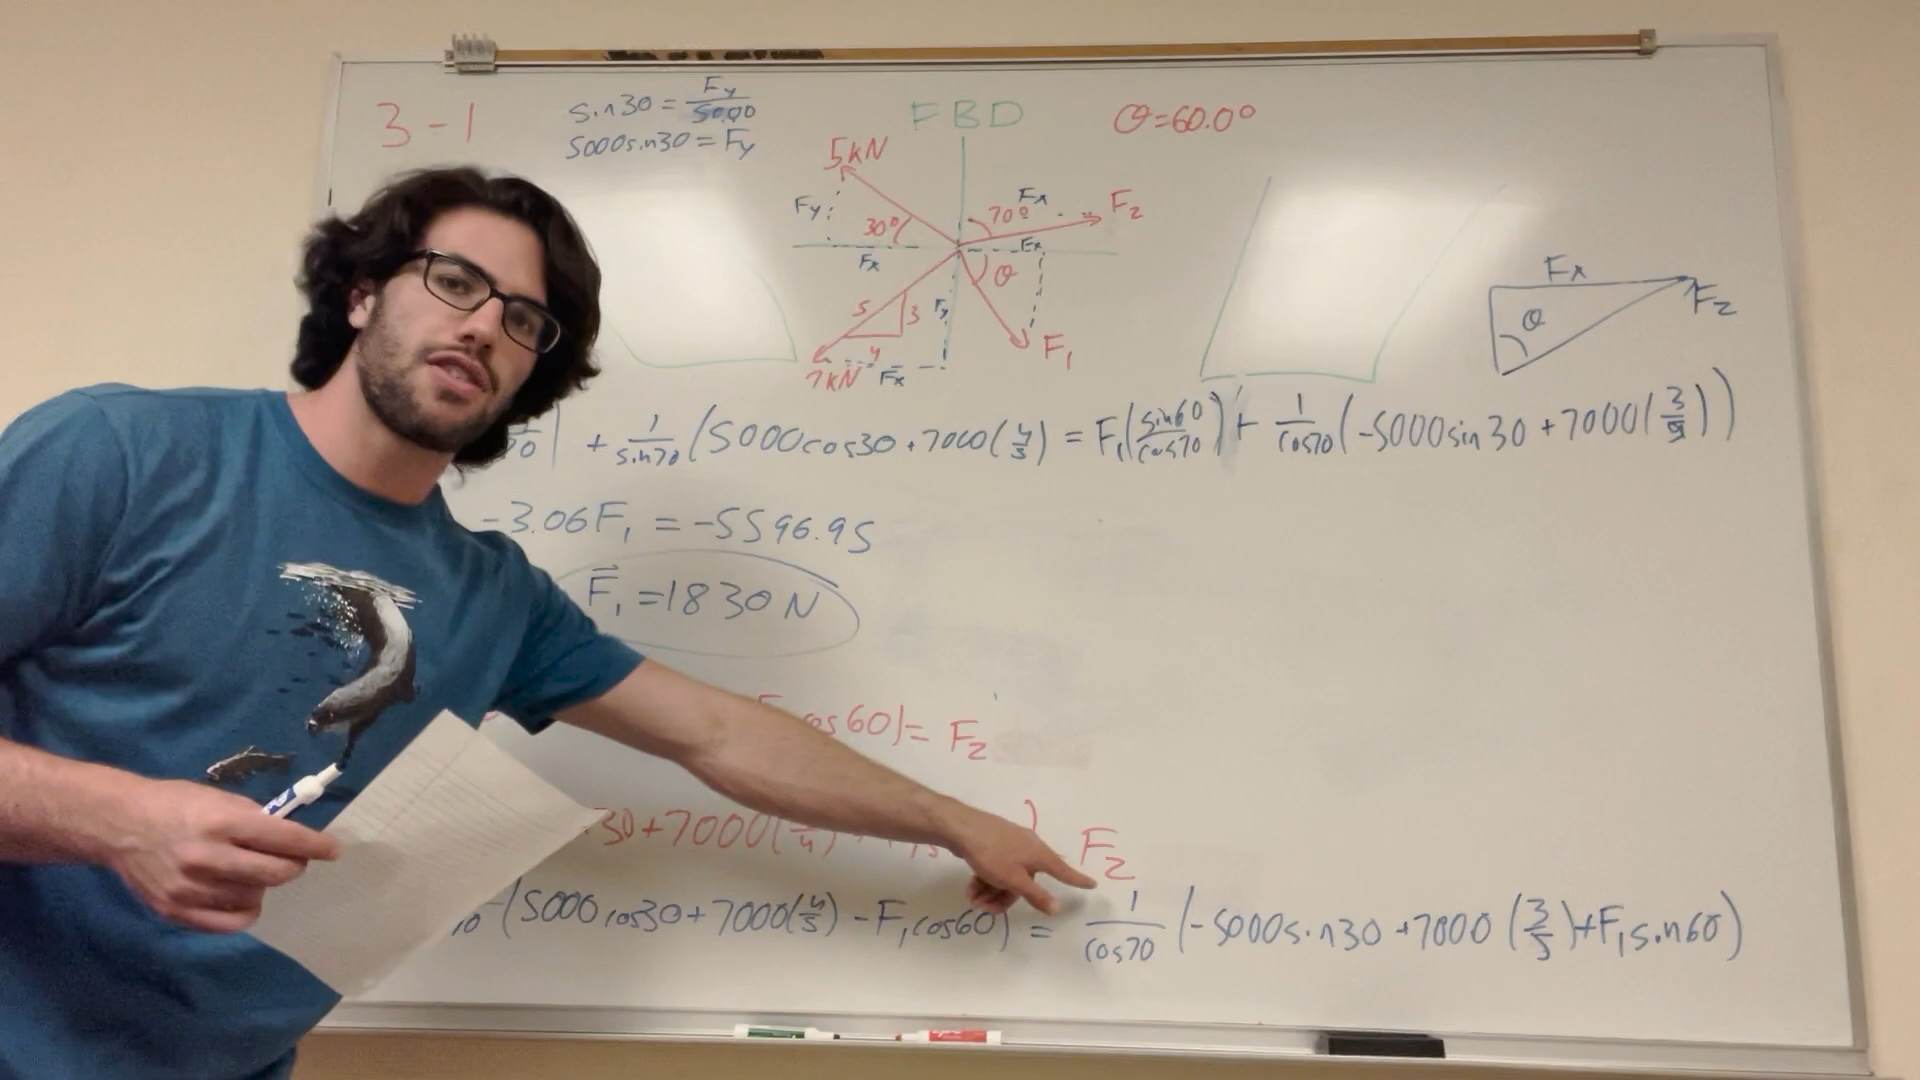 3-1
sin30 = Fy/5000
5000sin30 = Fy
FBD
θ=60.0°
5kN
Fy
30°
Fx
70°
Fx
F2
Fx
θ
5
3
4
Fy
7kN
Fx
F1
Fx
θ
F2
+ 1/sin70 (5000cos30+7000(4/5) = F1(sin60/cos70) + 1/cos70 (-5000sin30+7000(3/5))
-3.06F1 = -5596.95
F1 = 1830 N
cos60) = F2
30+7000(
F2
(5000cos30+7000(4/5) - F1cos60) = 1/cos70 (-5000sin30+7000(3/5)+F1sin60)